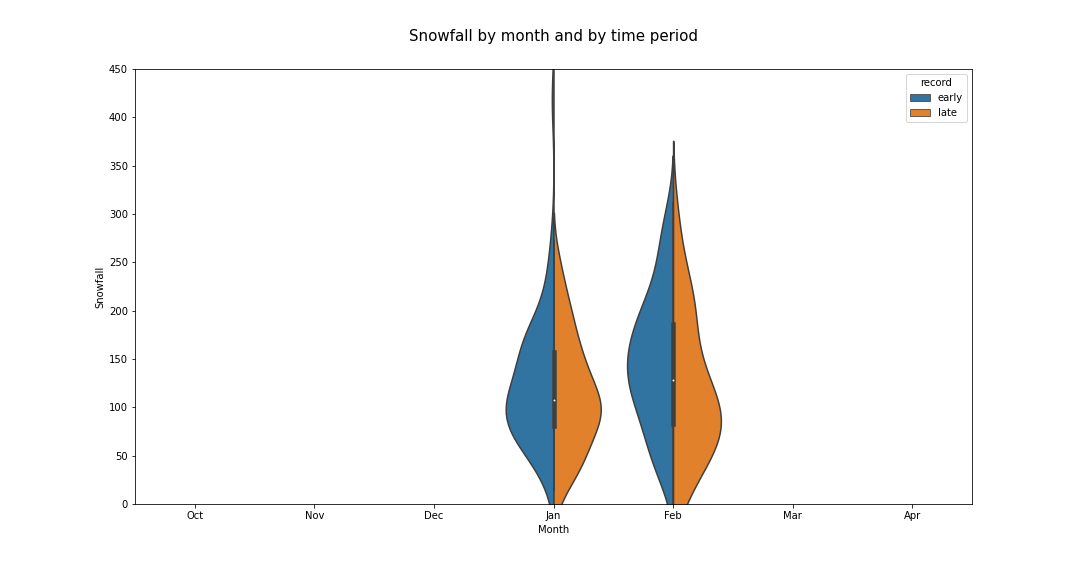 Snowfall by month and by time period
record
early
late
450
400
350
300
250
200
150
100
50
0
Snowfall
Oct Nov Dec Jan Feb Mar Apr
Month